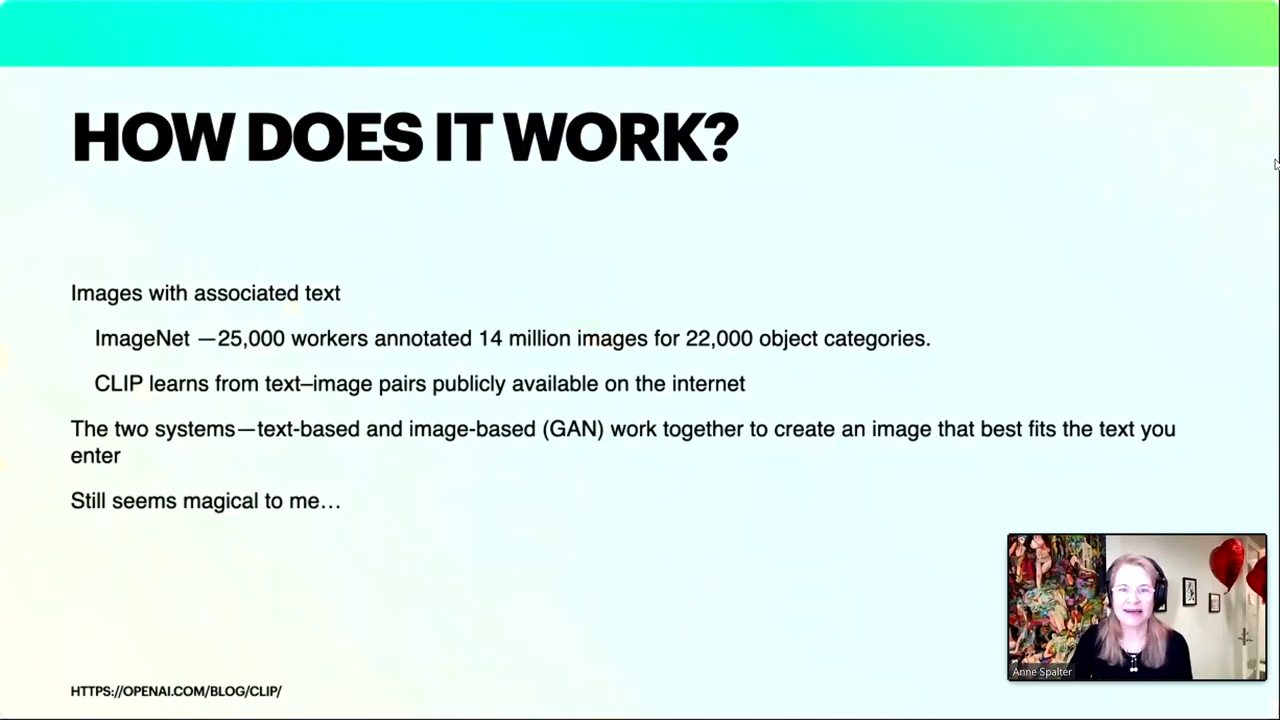 HOW DOES IT WORK?
Images with associated text
ImageNet —25,000 workers annotated 14 million images for 22,000 object categories.
CLIP learns from text–image pairs publicly available on the internet
The two systems—text-based and image-based (GAN) work together to create an image that best fits the text you
enter
Still seems magical to me…
Anne Spalter
HTTPS://OPENAI.COM/BLOG/CLIP/